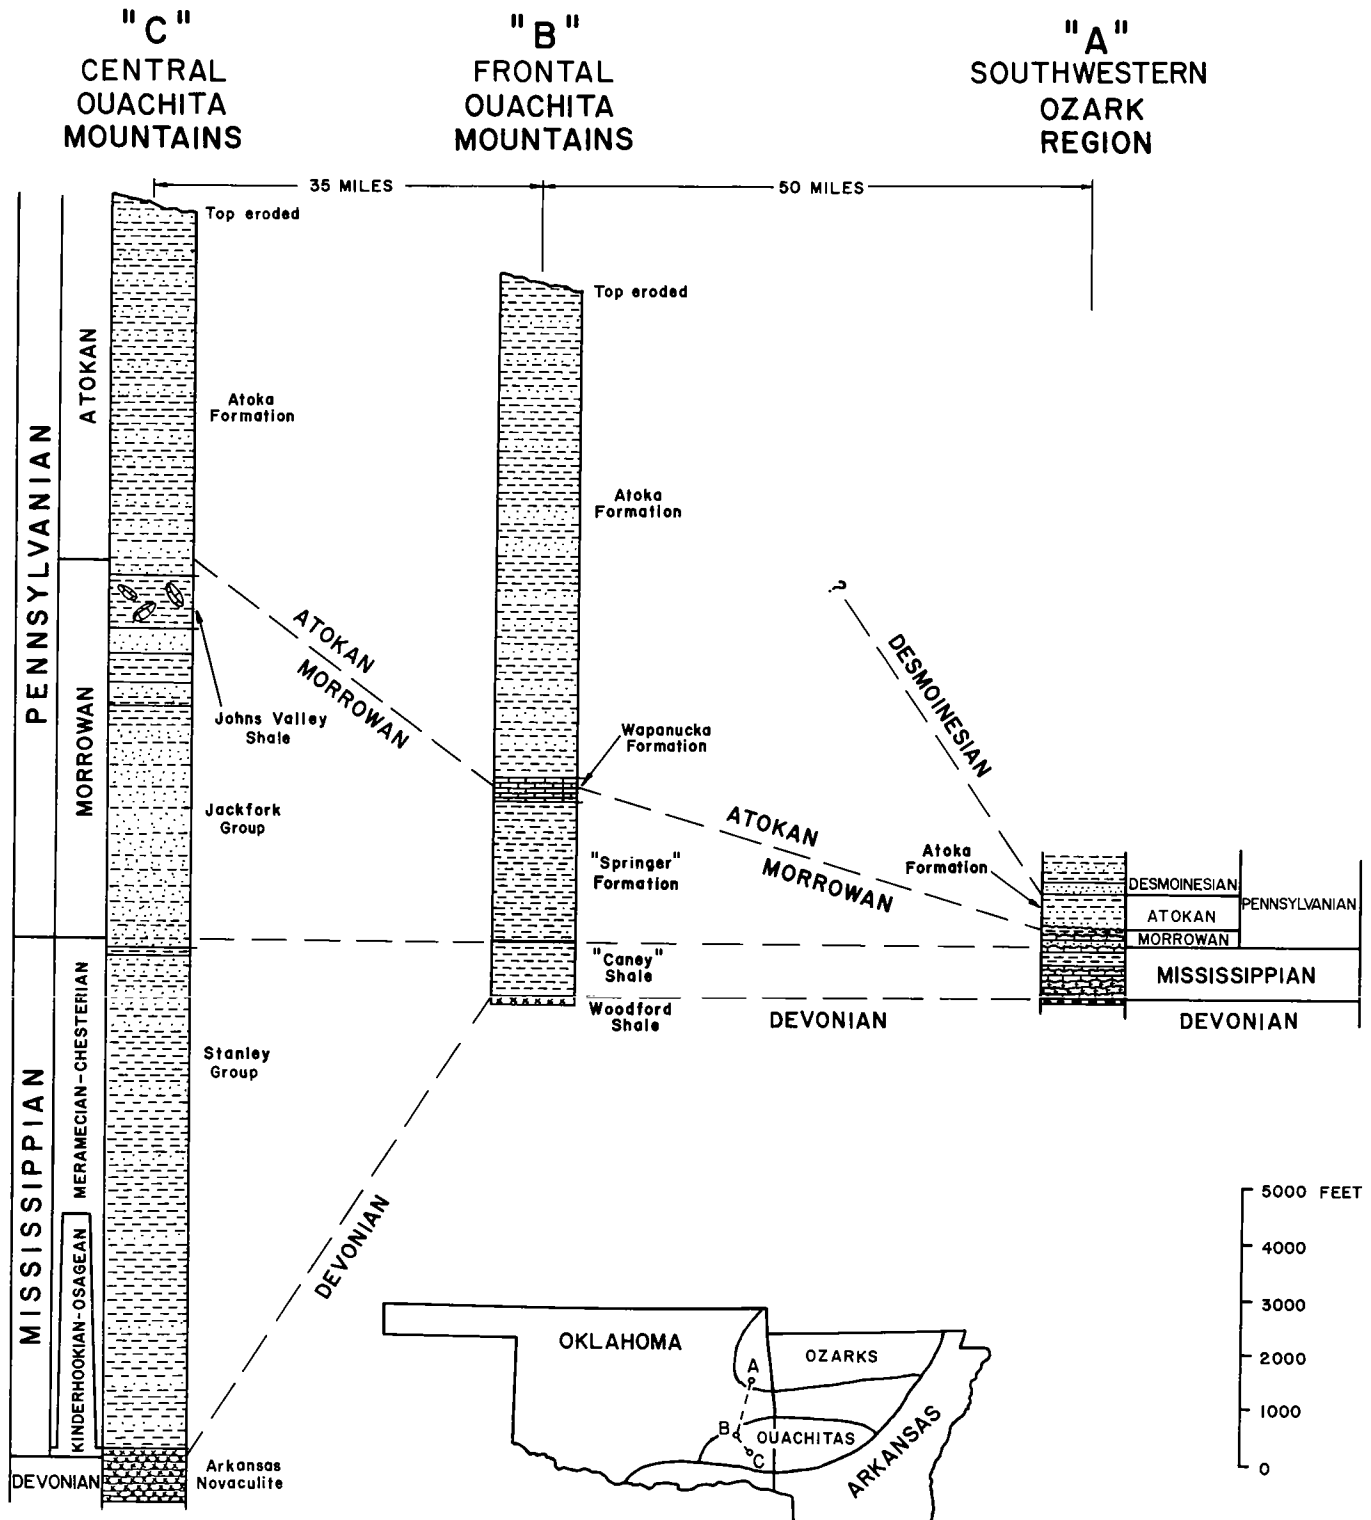 "C"
CENTRAL
OUACHITA
MOUNTAINS
"B"
FRONTAL
OUACHITA
MOUNTAINS
"A"
SOUTHWESTERN
OZARK
REGION
35 MILES
50 MILES
Top eroded
Top eroded
PENNSYLVANIAN
ATOKAN
Atoka
Formation
Atoka
Formation
?
DESMOINESIAN
ATOKAN
MORROWAN
MORROWAN
Johns Valley
Shale
Wapanucka
Formation
Jackfork
Group
"Springer"
Formation
ATOKAN
MORROWAN
Atoka
Formation
DESMOINESIAN
ATOKAN
MORROWAN
PENNSYLVANIAN
"Caney"
Shale
MISSISSIPPIAN
Woodford
Shale
DEVONIAN
DEVONIAN
MISSISSIPPIAN
MERAMECIAN-CHESTERIAN
KINDERHOOKIAN-OSAGEAN
Stanley
Group
DEVONIAN
DEVONIAN
Arkansas
Novaculite
OKLAHOMA
OZARKS
A
B
OUACHITAS
C
ARKANSAS
5000 FEET
4000
3000
2000
1000
0